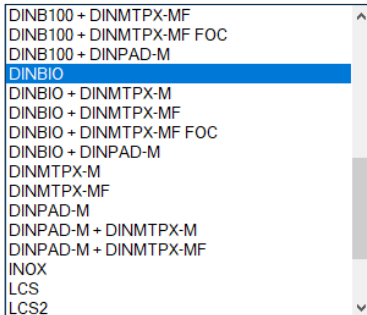 DINB100 + DINMTPX-MF
DINB100 + DINMTPX-MF FOC
DINB100 + DINPAD-M
DINBIO
DINBIO + DINMTPX-M
DINBIO + DINMTPX-MF
DINBIO + DINMTPX-MF FOC
DINBIO + DINPAD-M
DINMTPX-M
DINMTPX-MF
DINPAD-M
DINPAD-M + DINMTPX-M
DINPAD-M + DINMTPX-MF
INOX
LCS
LCS2